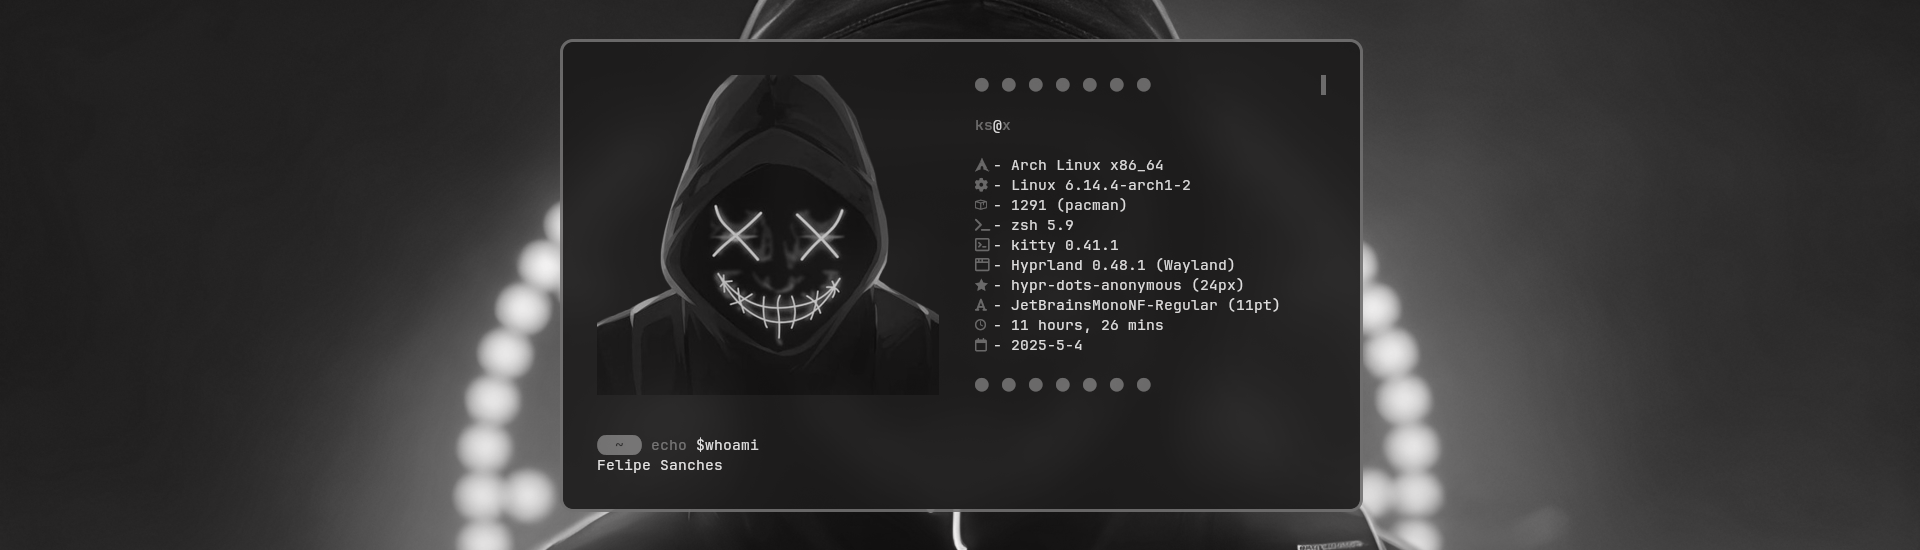 ks@x
- Arch Linux x86_64
- Linux 6.14.4-arch1-2
- 1291 (pacman)
- zsh 5.9
- kitty 0.41.1
- Hyprland 0.48.1 (Wayland)
- hypr-dots-anonymous (24px)
- JetBrainsMonoNF-Regular (11pt)
- 11 hours, 26 mins
- 2025-5-4
~ echo $whoami
Felipe Sanches